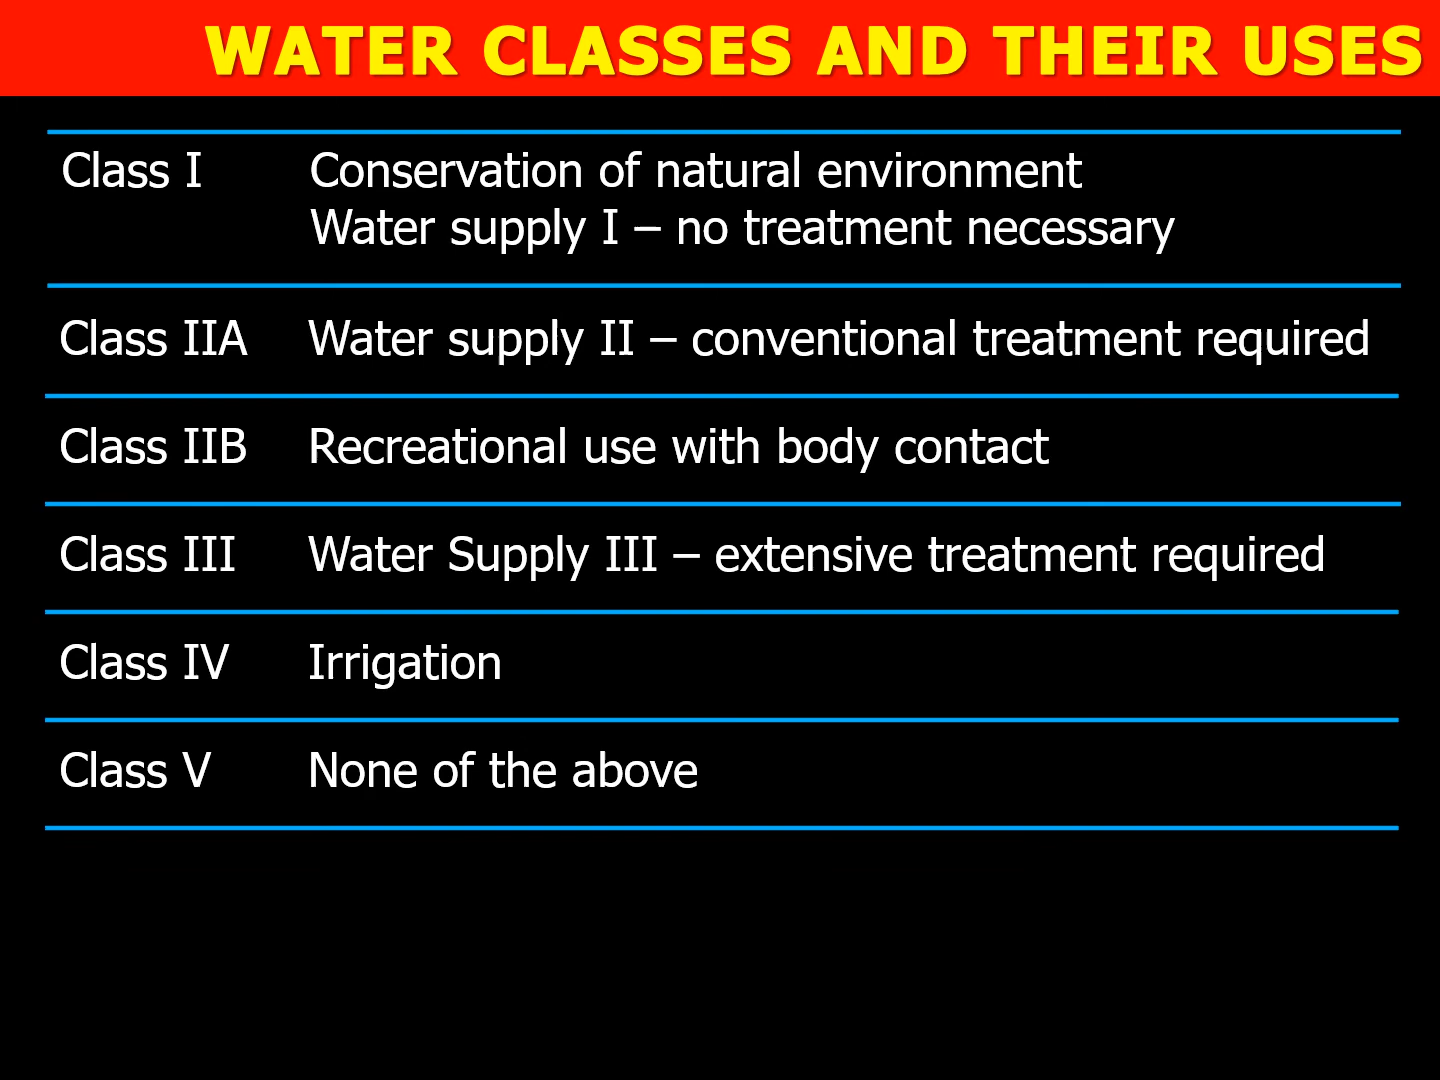 WATER CLASSES AND THEIR USES
Class I Conservation of natural environment
Water supply I – no treatment necessary
Class IIA Water supply II – conventional treatment required
Class IIB Recreational use with body contact
Class III Water Supply III – extensive treatment required
Class IV Irrigation
Class V None of the above